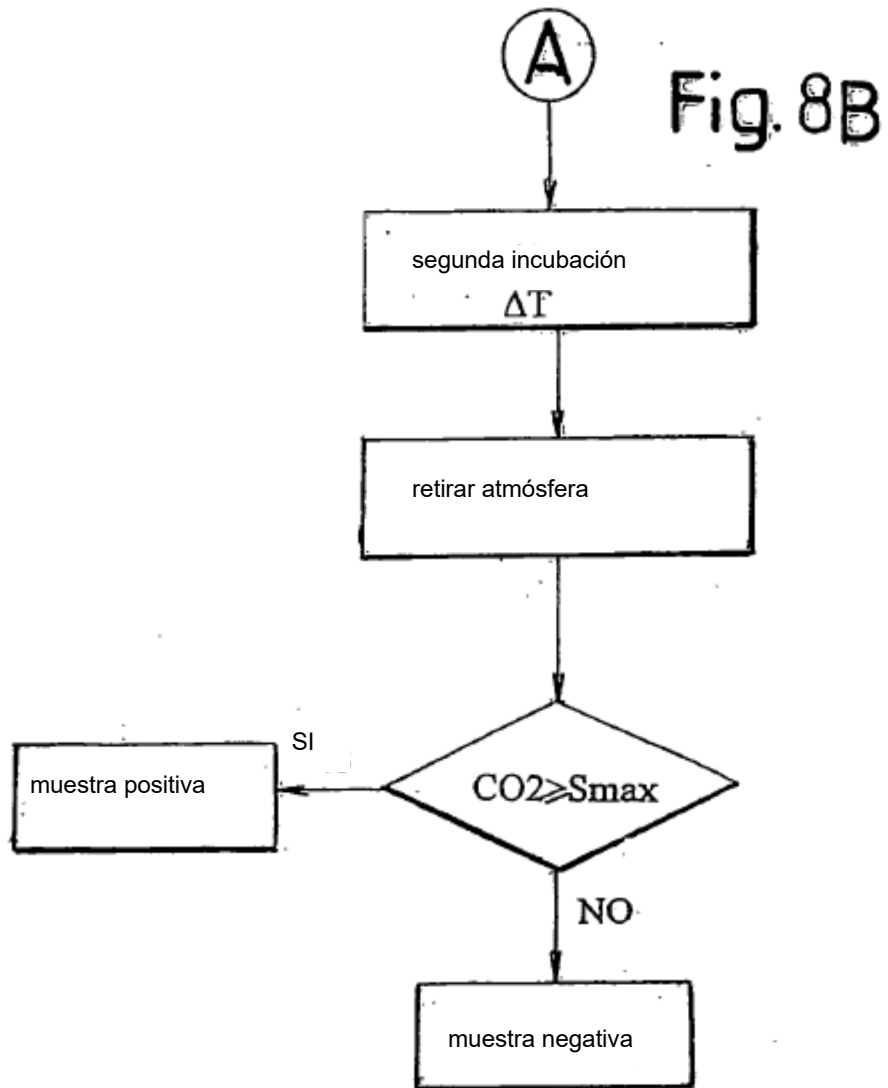 A
Fig. 8B
segunda incubación
ΔT
retirar atmósfera
SI
muestra positiva
CO2⩾Smax
NO
muestra negativa